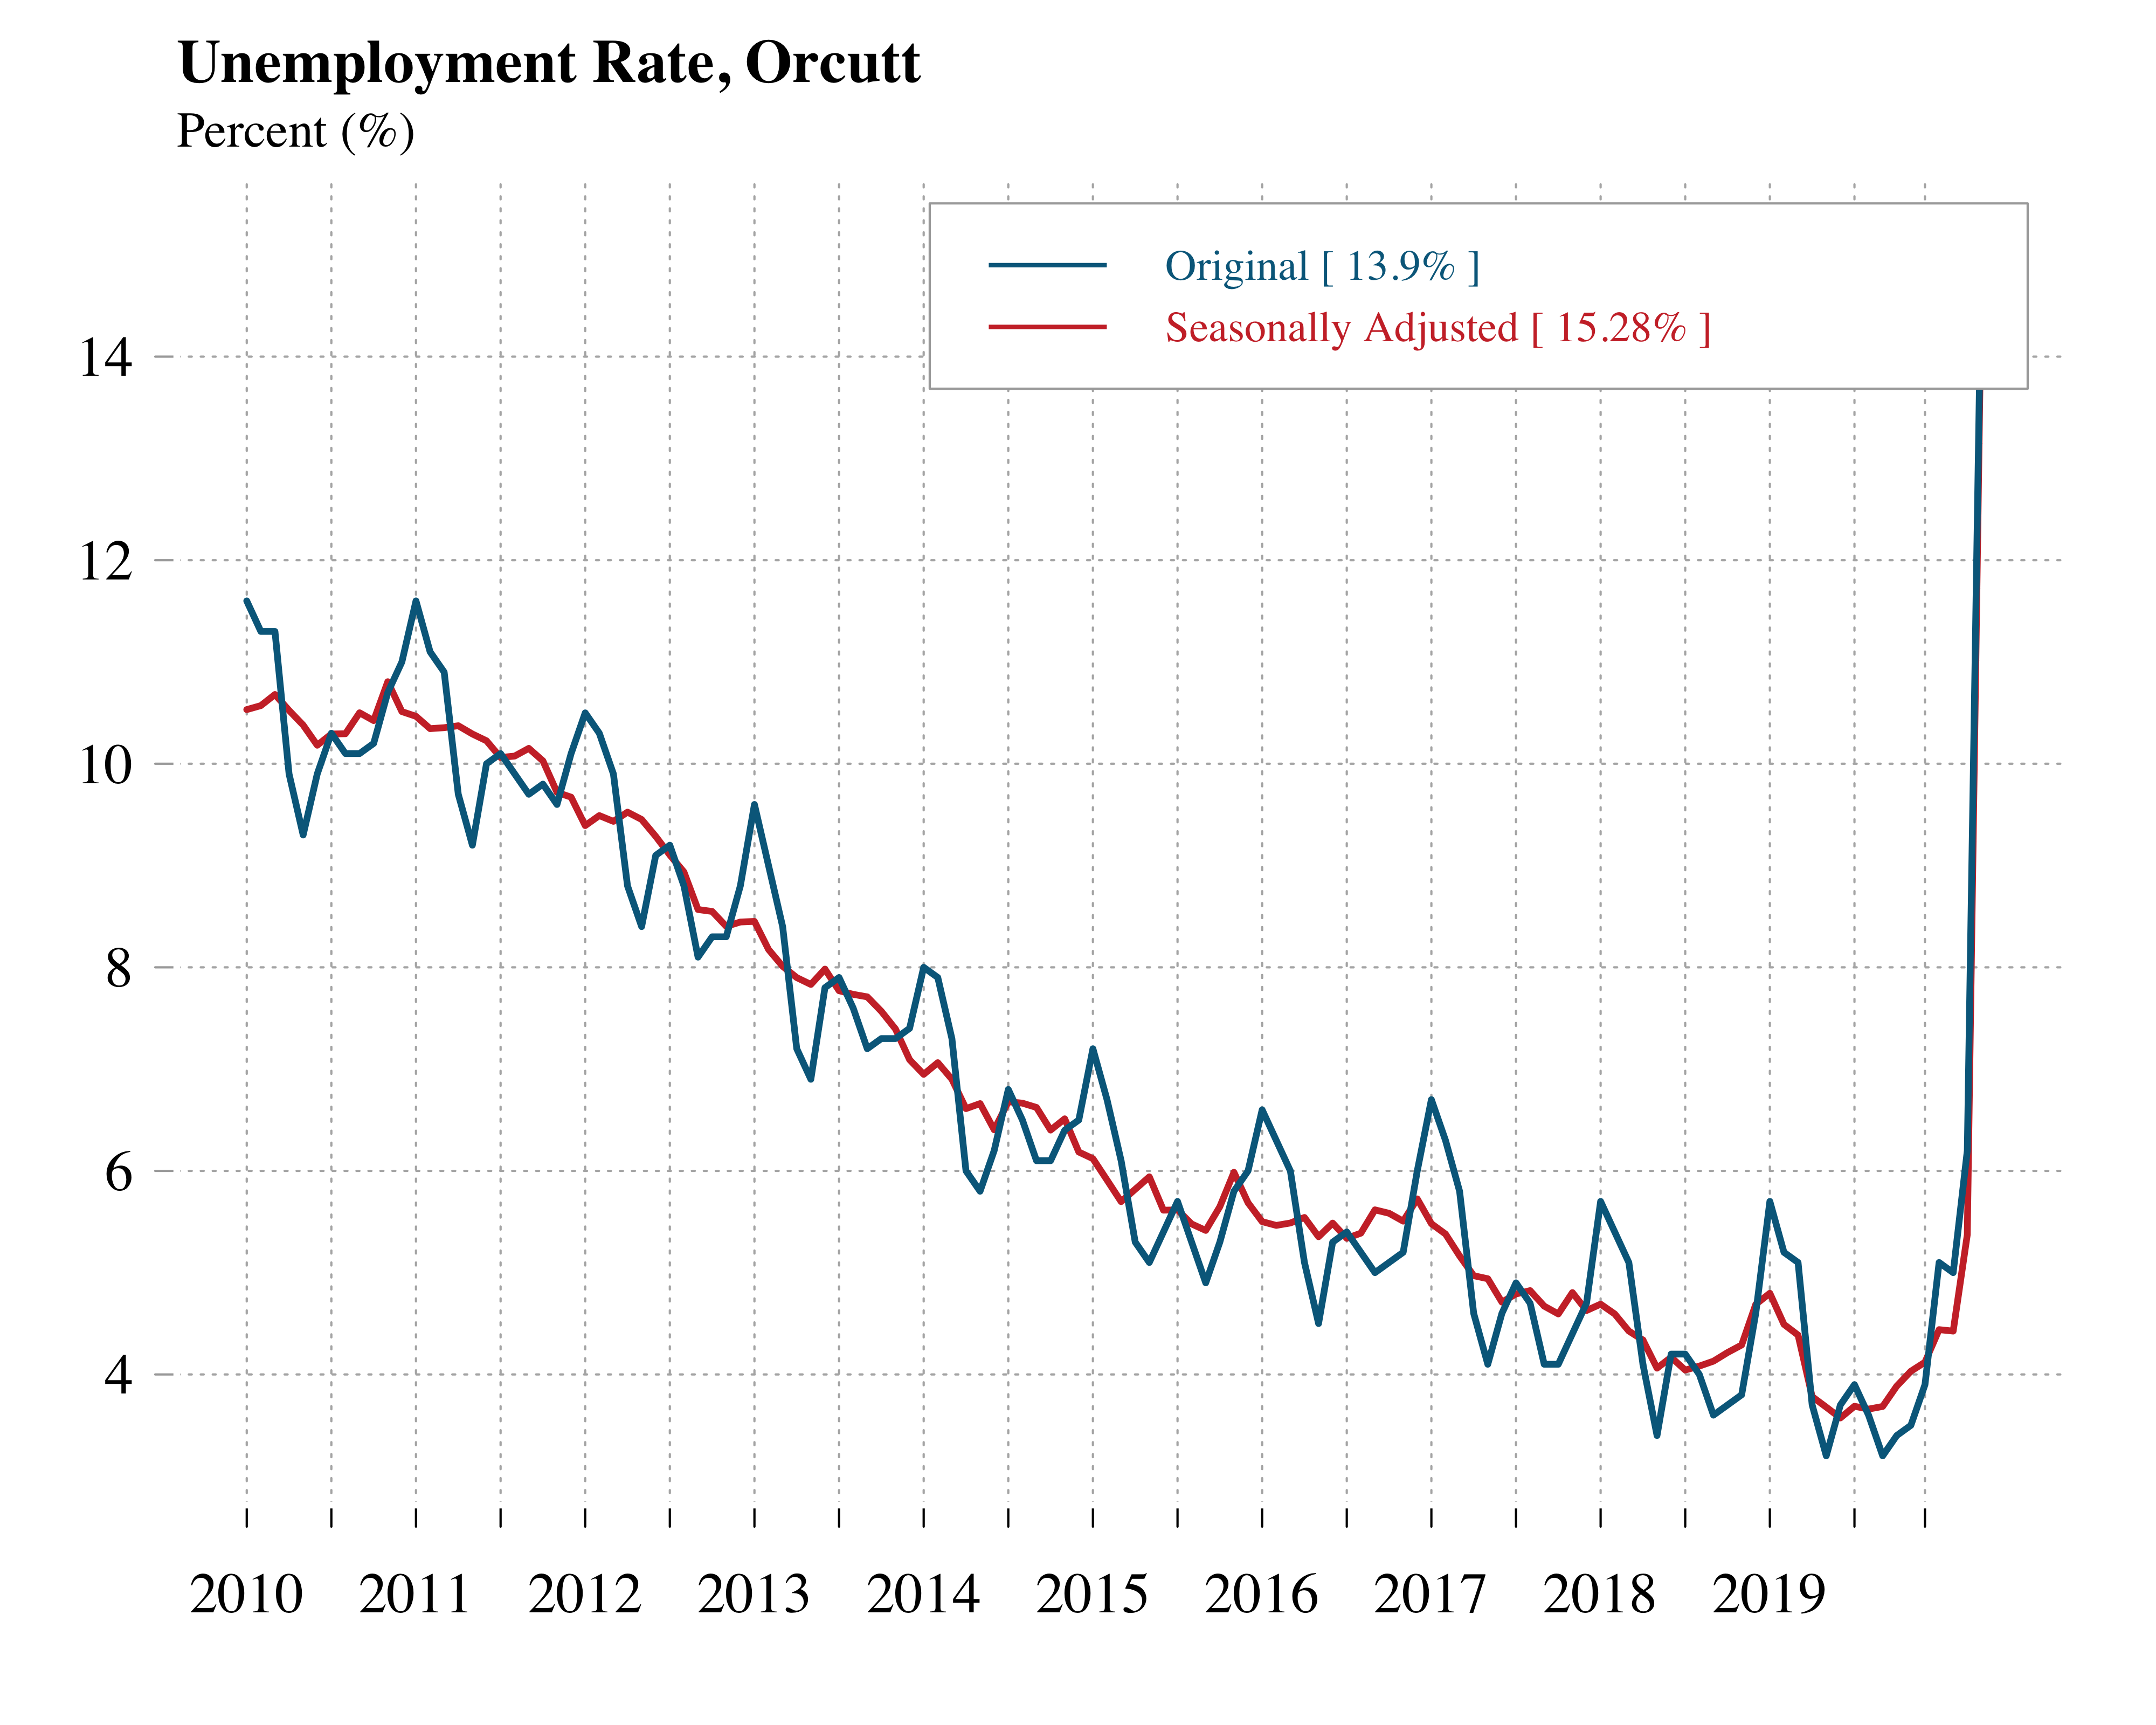 Unemployment Rate, Orcutt
Percent (%)
Original [ 13.9% ]
Seasonally Adjusted [ 15.28% ]
14
12
10
8
6
4
2010 2011 2012 2013 2014 2015 2016 2017 2018 2019